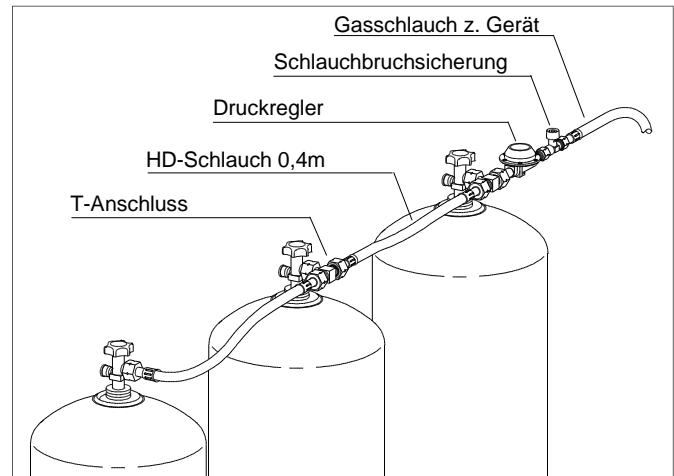 Gasschlauch z. Gerät
Schlauchbruchsicherung
Druckregler
HD-Schlauch 0,4m
T-Anschluss